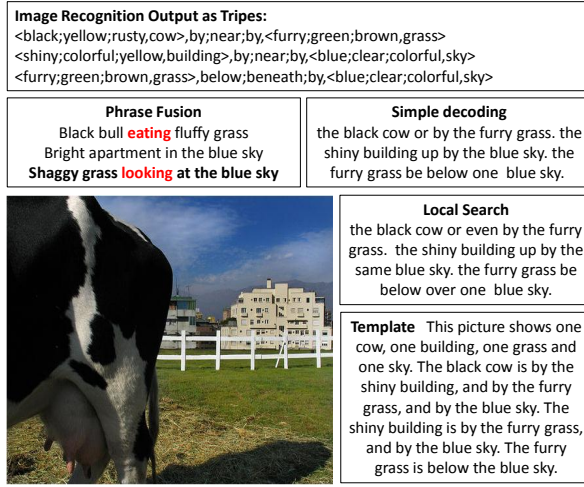 Image Recognition Output as Tripes:
<black;yellow;rusty,cow>,by;near;by,<furry;green;brown,grass>
<shiny;colorful;yellow,building>,by;near;by,<blue;clear;colorful,sky>
<furry;green;brown,grass>,below;beneath;by,<blue;clear;colorful,sky>
Phrase Fusion
Black bull eating fluffy grass
Bright apartment in the blue sky
Shaggy grass looking at the blue sky
Simple decoding
the black cow or by the furry grass. the
shiny building up by the blue sky. the
furry grass be below one  blue sky.
Local Search
the black cow or even by the furry
grass.  the shiny building up by the
same blue sky. the furry grass be
below over one  blue sky.
Template   This picture shows one
cow, one building, one grass and
one sky. The black cow is by the
shiny building, and by the furry
grass, and by the blue sky. The
shiny building is by the furry grass,
and by the blue sky. The furry
grass is below the blue sky.